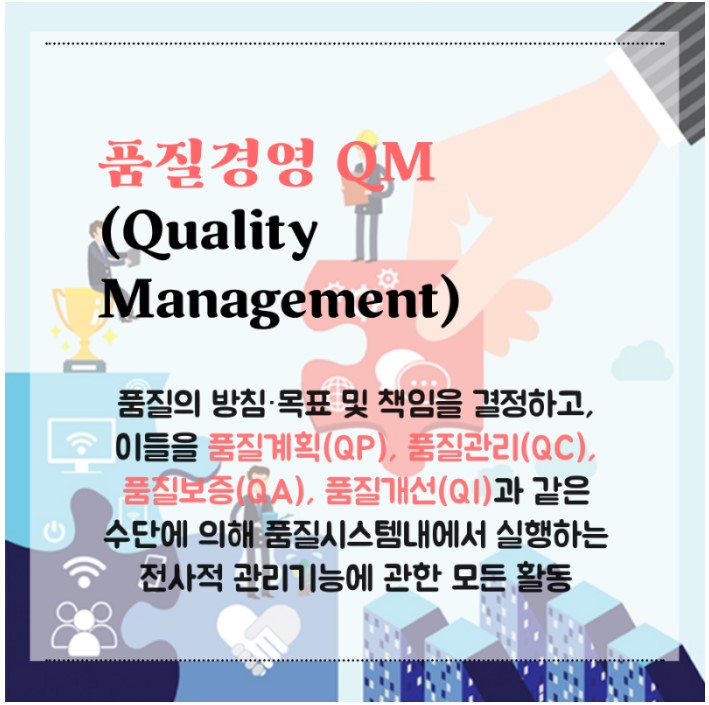 품질경영 QM
(Quality
Management)
품질의 방침·목표 및 책임을 결정하고,
이들을 품질계획(QP), 품질관리(QC),
품질보증(QA), 품질개선(QI)과 같은
수단에 의해 품질시스템내에서 실행하는
전사적 관리기능에 관한 모든 활동